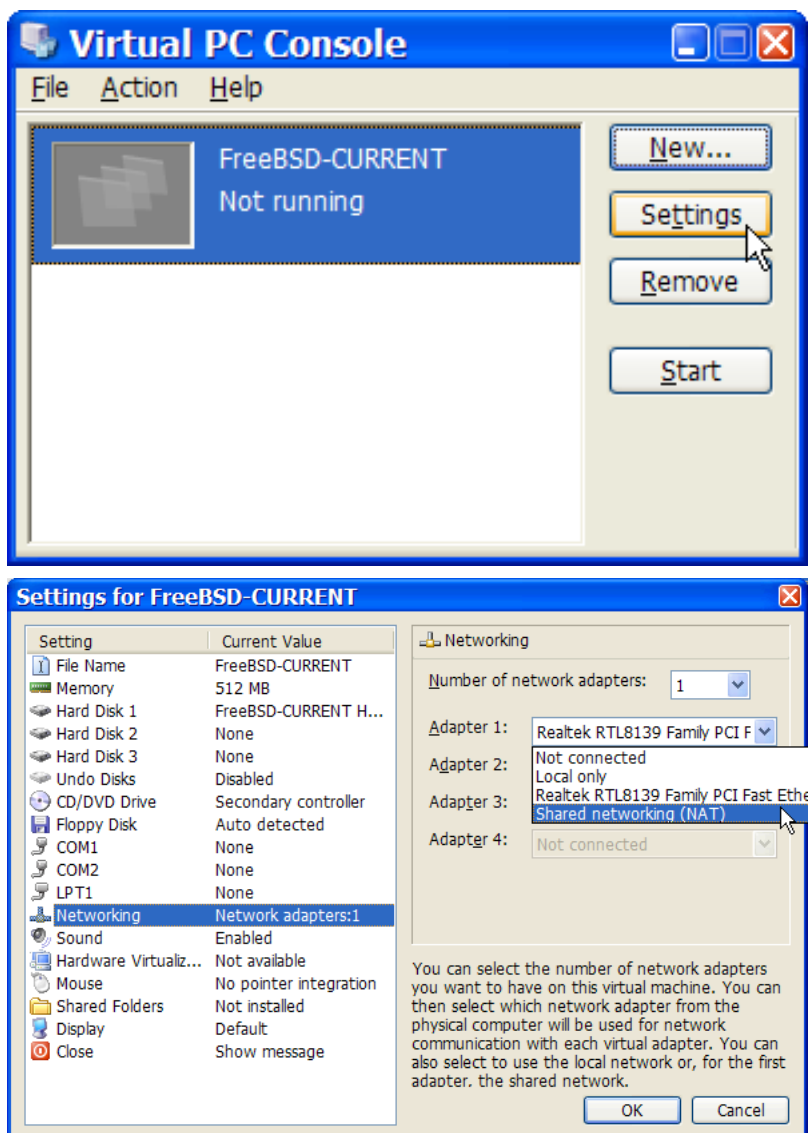 Virtual PC Console
File Action Help
FreeBSD-CURRENT
Not running
New...
Settings
Remove
Start
Settings for FreeBSD-CURRENT
Setting Current Value
File Name FreeBSD-CURRENT
Memory 512 MB
Hard Disk 1 FreeBSD-CURRENT H...
Hard Disk 2 None
Hard Disk 3 None
Undo Disks Disabled
CD/DVD Drive Secondary controller
Floppy Disk Auto detected
COM1 None
COM2 None
LPT1 None
Networking Network adapters:1
Sound Enabled
Hardware Virtualiz... Not available
Mouse No pointer integration
Shared Folders Not installed
Display Default
Close Show message
Networking
Number of network adapters: 1
Adapter 1: Realtek RTL8139 Family PCI F
Not connected
Adapter 2:
Local only
Realtek RTL8139 Family PCI Fast Ethe
Adapter 3:
Shared networking (NAT)
Adapter 4: Not connected
You can select the number of network adapters
you want to have on this virtual machine. You can
then select which network adapter from the
physical computer will be used for network
communication with each virtual adapter. You can
also select to use the local network or, for the first
adapter, the shared network.
OK Cancel